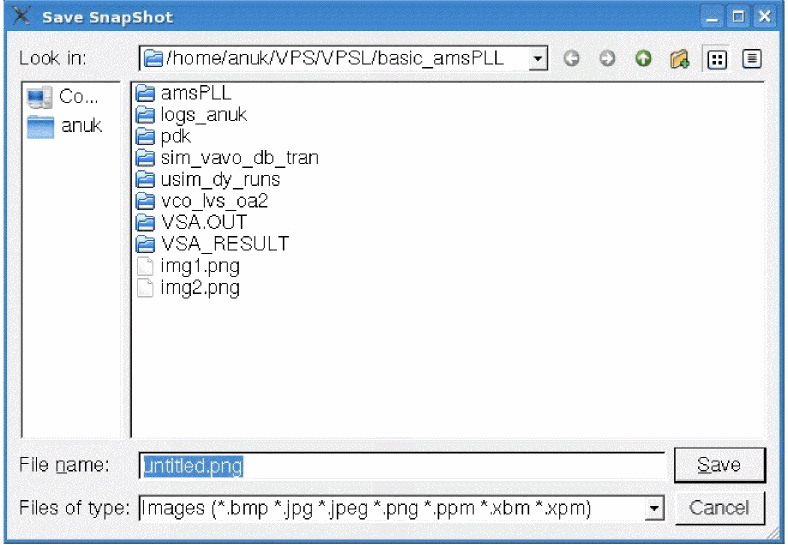 Save SnapShot
Look in: /home/anuk/VPS/VPSL/basic_amsPLL
Co...
anuk
amsPLL
logs_anuk
pdk
sim_vavo_db_tran
usim_dy_runs
vco_lvs_oa2
VSA.OUT
VSA_RESULT
img1.png
img2.png
File name: untitled.png Save
Files of type: Images (*.bmp *.jpg *.jpeg *.png *.ppm *.xbm *.xpm) Cancel